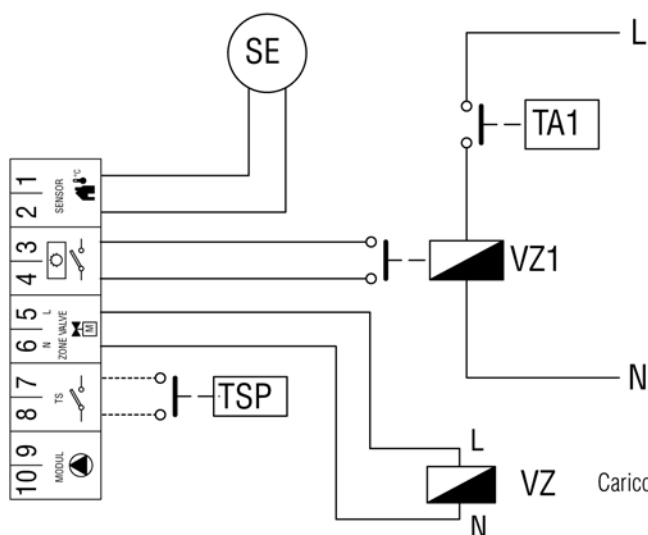 SE
L
TA1
1
2
SENSOR
°C
3
4
VZ1
5
6
L
N
ZONE VALVE
M
N
7
8
TS
TSP
L
VZ
Carico
N
9
10
MODUL